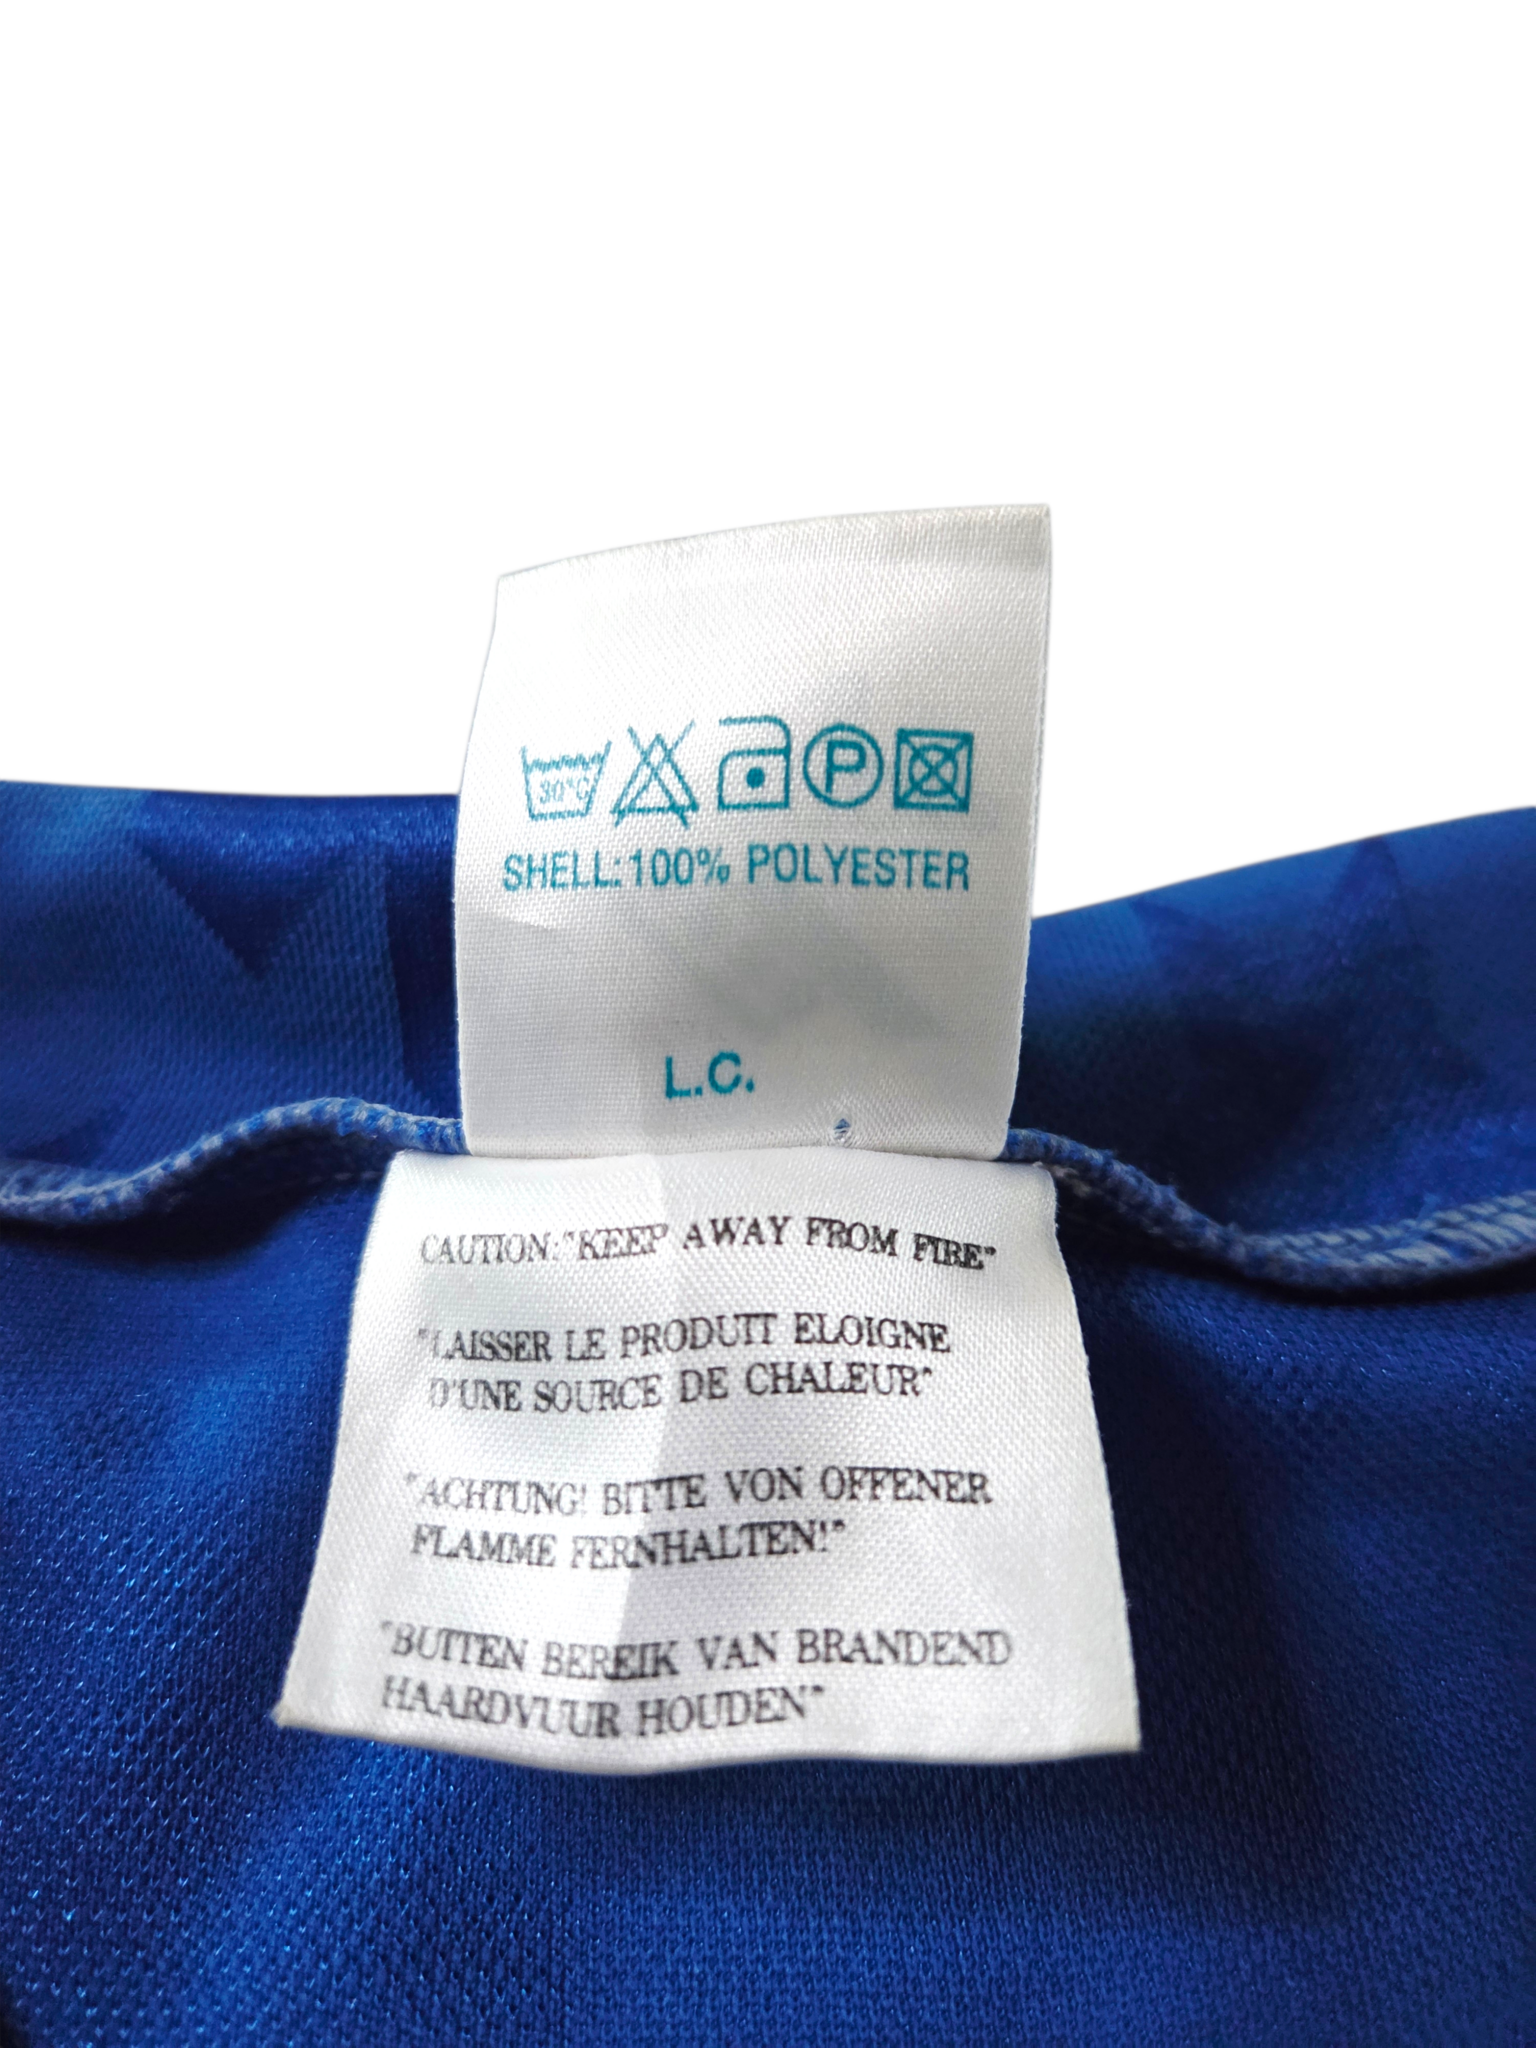 30°C
P
SHELL: 100% POLYESTER
L.C.
CAUTION: "KEEP AWAY FROM FIRE"
"LAISSER LE PRODUIT ELOIGNE
D'UNE SOURCE DE CHALEUR"
"ACHTUNG! BITTE VON OFFENER
FLAMME FERNHALTEN!"
"BUITEN BEREIK VAN BRANDEND
HAARDVUUR HOUDEN"